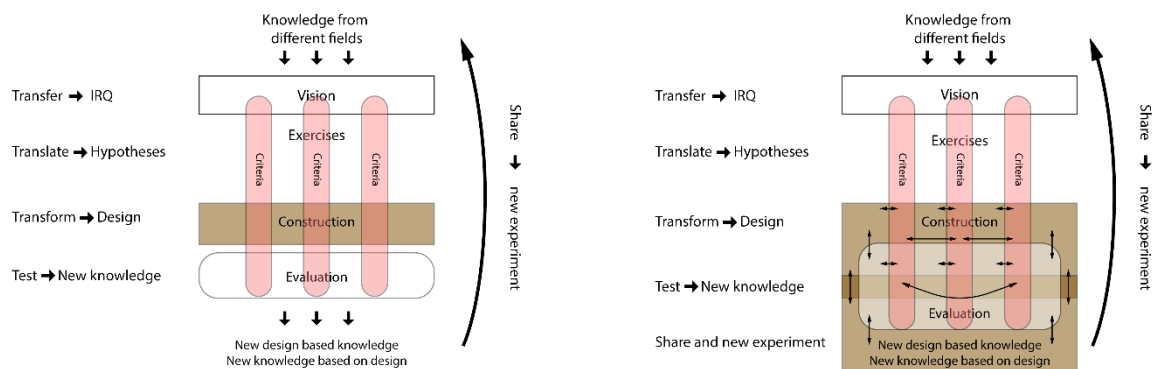 Knowledge from
different fields
Transfer → IRQ
Vision
Exercises
Translate → Hypotheses
Criteria
Criteria
Criteria
Transform → Design
Construction
Test → New knowledge
Evaluation
New design based knowledge
New knowledge based on design
Share → new experiment
Knowledge from
different fields
Transfer → IRQ
Vision
Exercises
Translate → Hypotheses
Criteria
Criteria
Criteria
Transform → Design
Construction
Test → New knowledge
Evaluation
Share and new experiment
New design based knowledge
New knowledge based on design
Share → new experiment